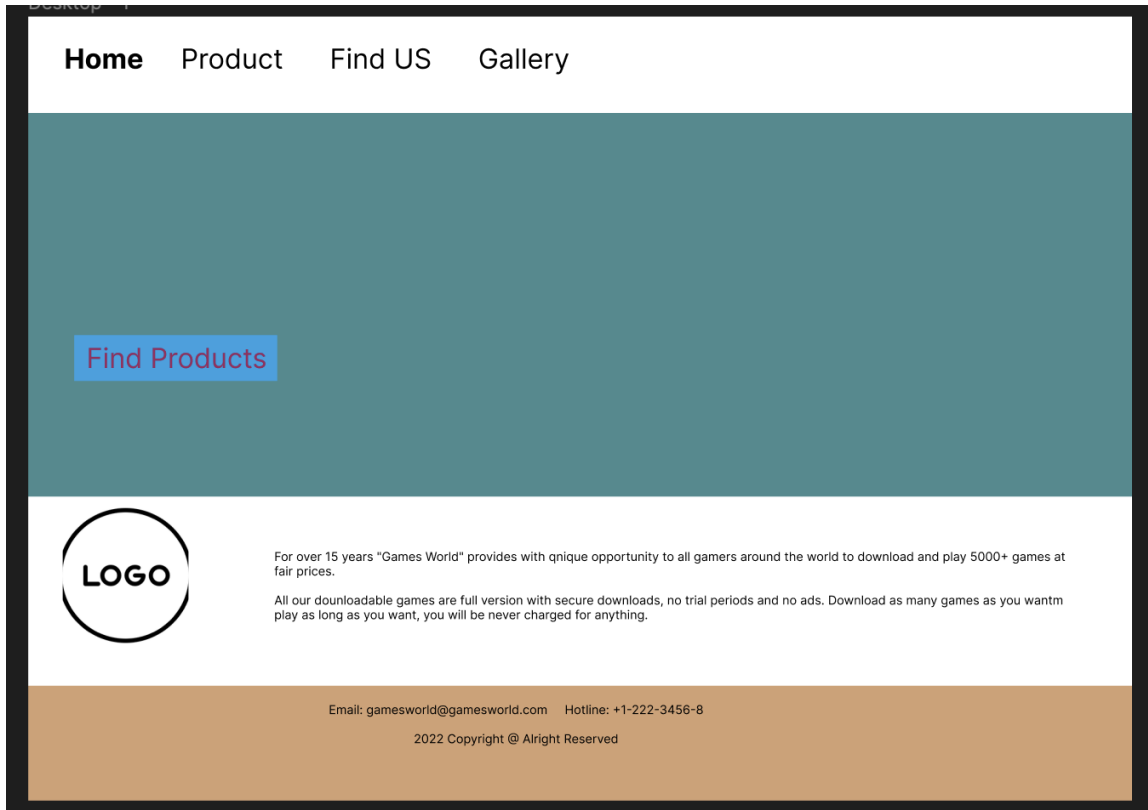 Home Product Find US Gallery
Find Products
LOGO
For over 15 years "Games World" provides with qnique opportunity to all gamers around the world to download and play 5000+ games at
fair prices.
All our dounloadable games are full version with secure downloads, no trial periods and no ads. Download as many games as you wantm
play as long as you want, you will be never charged for anything.
Email: gamesworld@gamesworld.com Hotline: +1-222-3456-8
2022 Copyright @ Alright Reserved